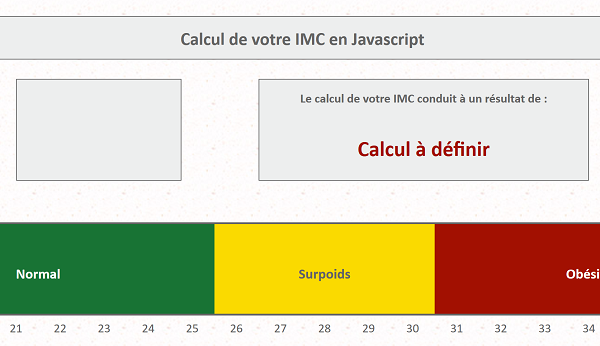 Calcul de votre IMC en Javascript
Le calcul de votre IMC conduit à un résultat de :
Calcul à définir
Normal Surpoids Obési
21 22 23 24 25 26 27 28 29 30 31 32 33 34